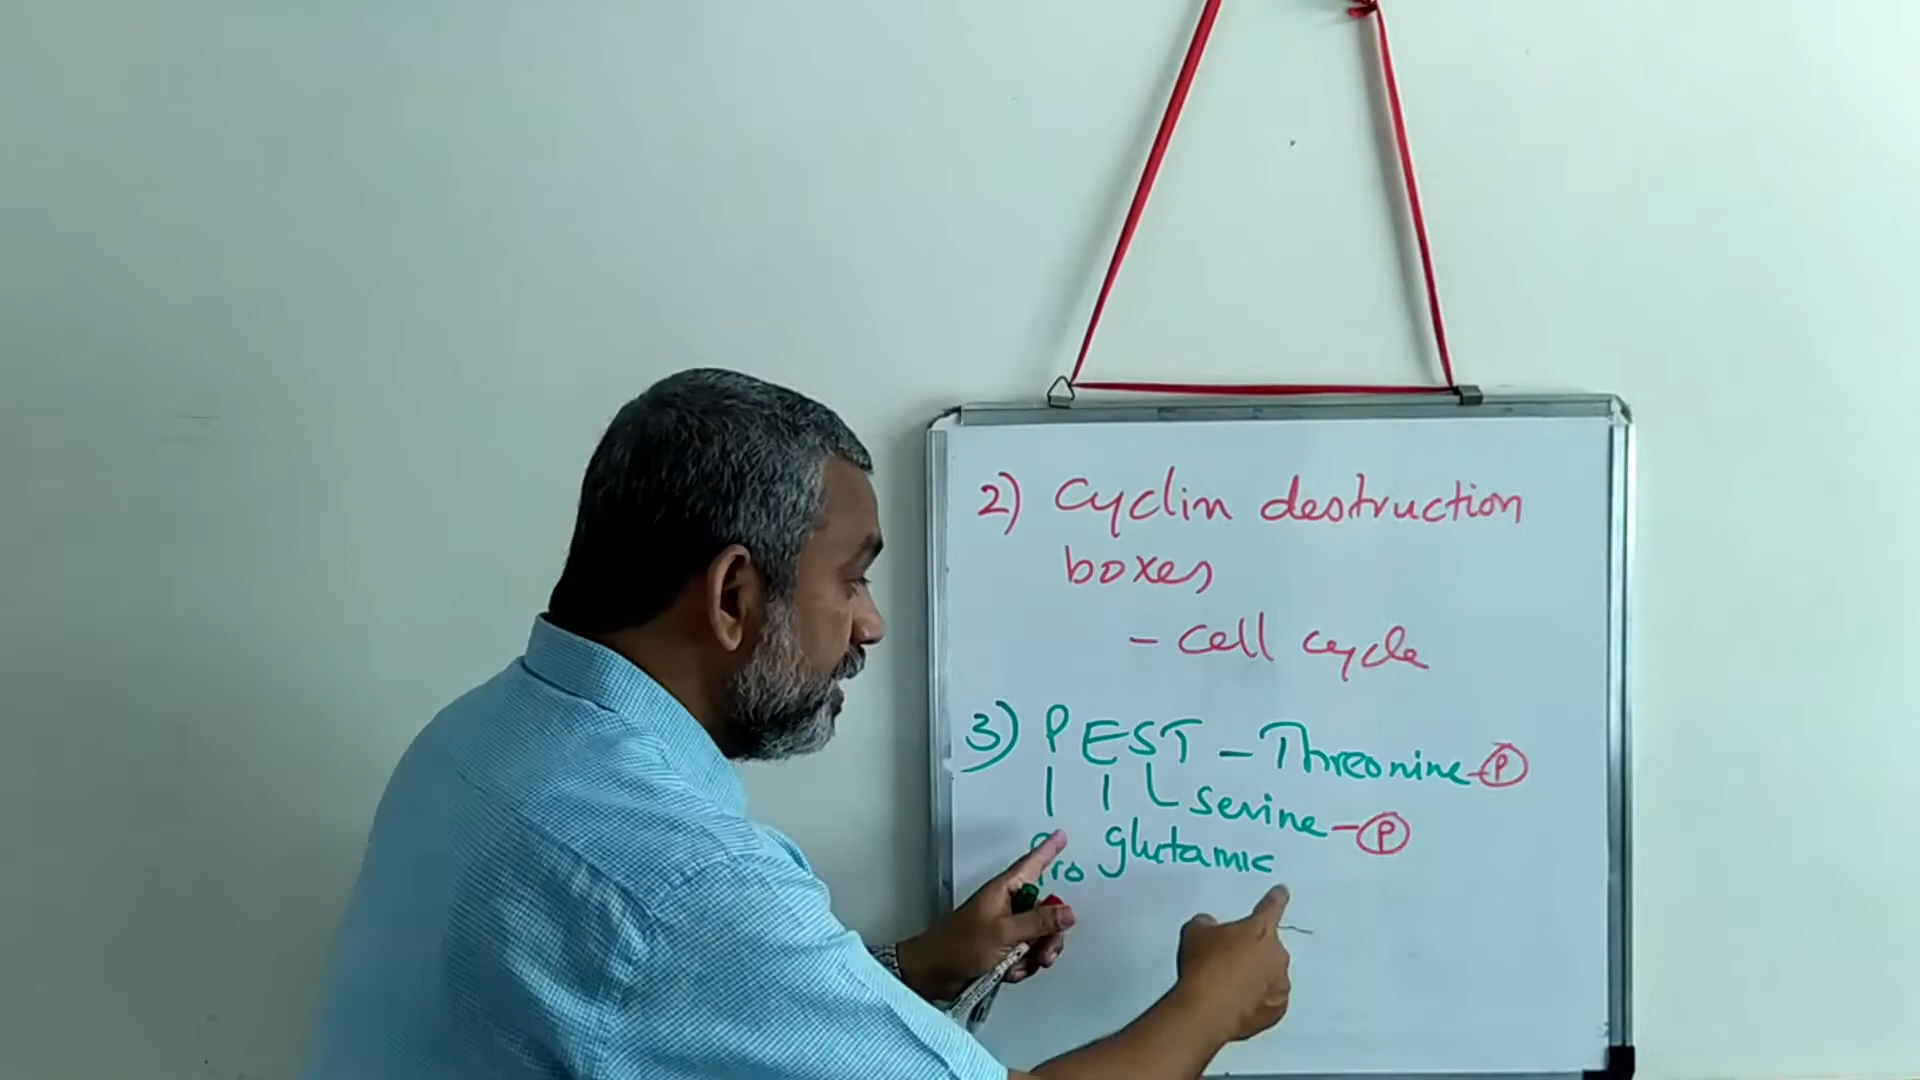 2) Cyclin destruction
boxes
- cell cycle
3) PEST - Threonine - P
Serine - P
Pro glutamic